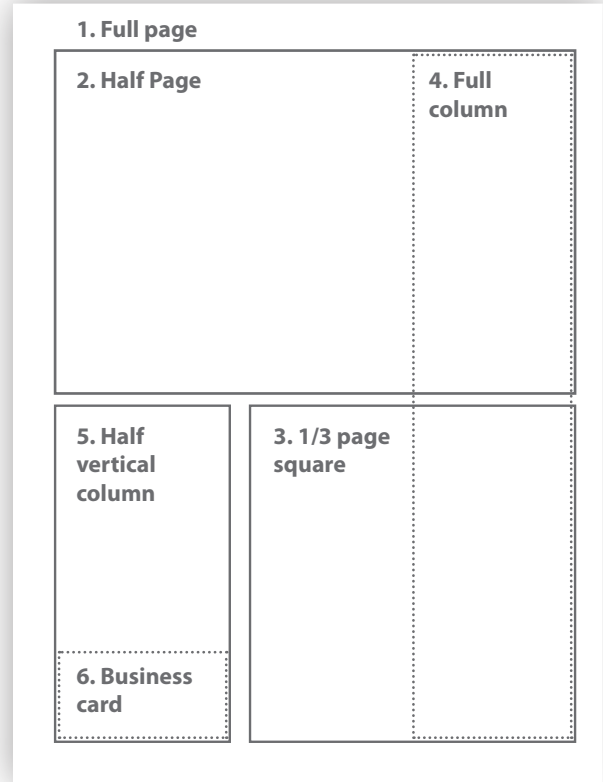 1. Full page
2. Half Page
4. Full
column
5. Half
vertical
column
3. 1/3 page
square
6. Business
card